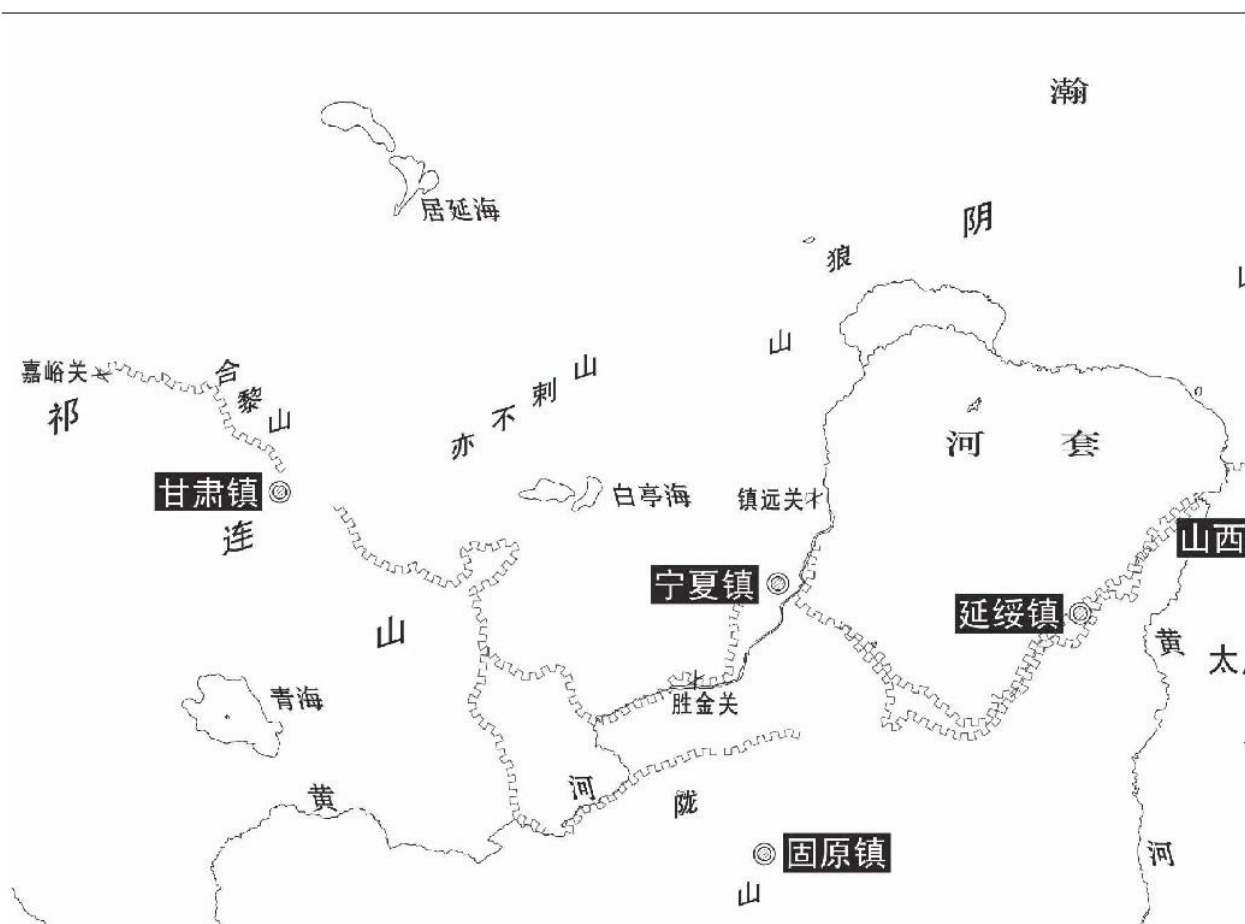 瀚
居延海
阴
狼
山
嘉峪关
合黎山
亦不剌山
祁连山
河套
甘肃镇
白亭海
镇远关
山西
宁夏镇
延绥镇
黄河
青海
胜金关
黄河
陇山
固原镇